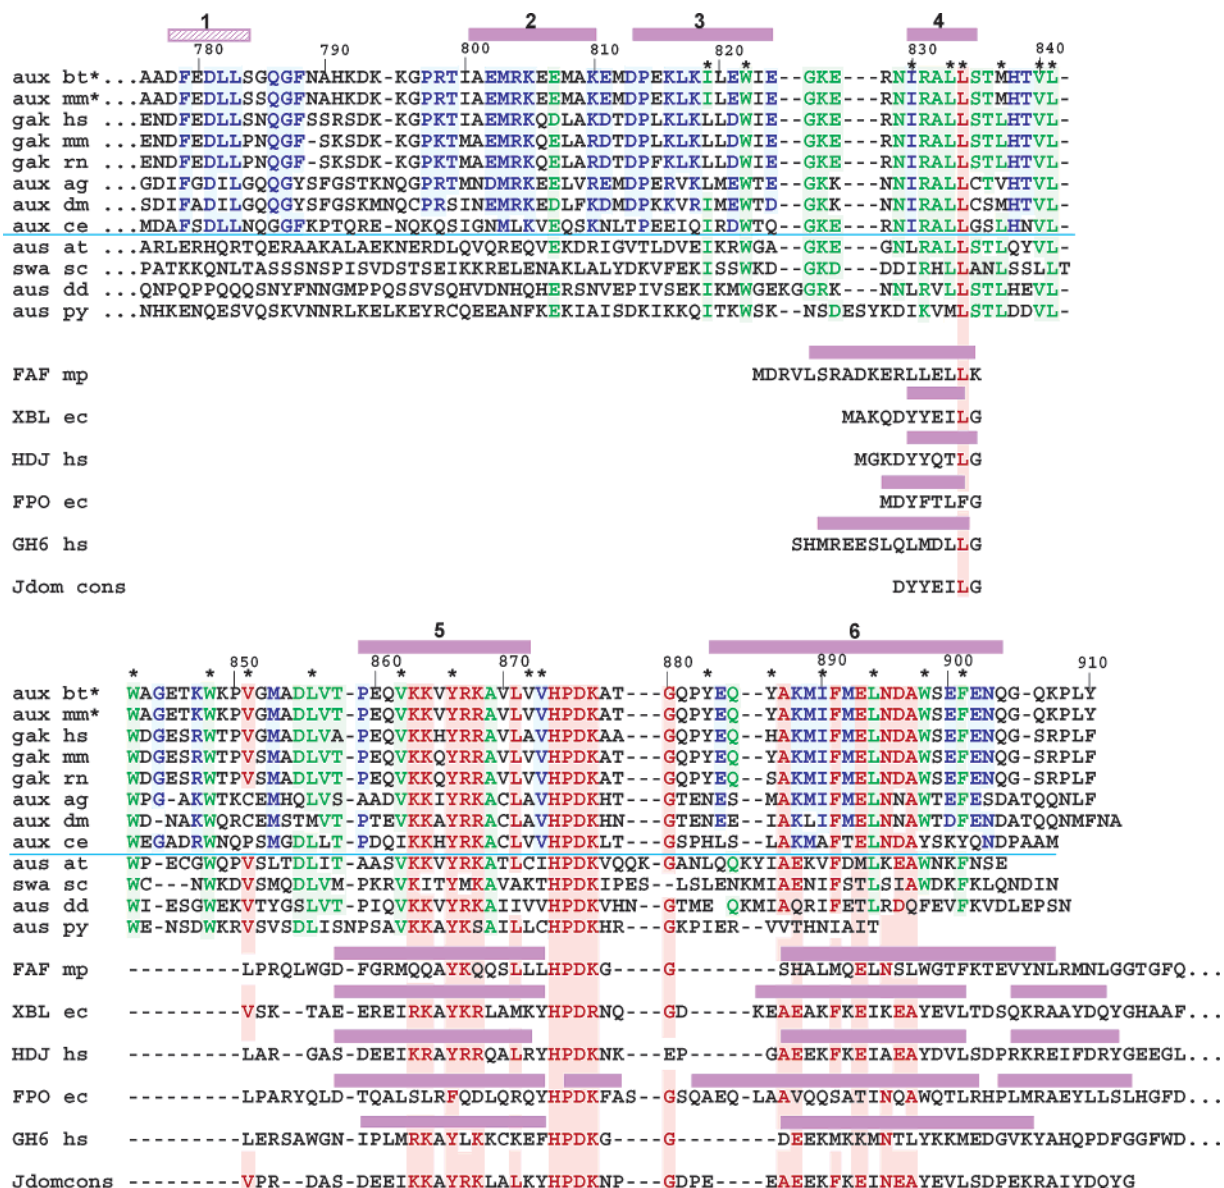 1 2 3 4
780 790 800 810 820 830 840
* * * * * * * *
aux bt* ...AADFEDLLSGQGFNAHKDK-KGPRTIAEMRKEEMAKEMDPEKLKILEWIE--GKE---RNIRALLSTMHTVL-
aux mm* ...AADFEDLLSSQGFNAHKDK-KGPRTIAEMRKEEMAKEMDPEKLKILEWIE--GKE---RNIRALLSTMHTVL-
gak hs ...ENDFEDLLSNQGFSSRSDK-KGPKTIAEMRKQDLAKDTDPLKLKLLDWIE--GKE---RNIRALLSTLHTVL-
gak mm ...ENDFEDLLPNQGF-SKSDK-KGPKTMAEMRKQELARDTDPLKLKLLDWIE--GKE---RNIRALLSTLHTVL-
gak rn ...ENDFEDLLPNQGF-SKSDK-KGPKTIAEMRKQELARDTDPFKLKLLDWIE--GKE---RNIRALLSTLHTVL-
aux ag ...GDIFGDILGQQGYSFGSTKNQGPRTMNDMRKEELVREMDPERVKLMEWTE--GKK---NNIRALLCTVHTVL-
aux dm ...SDIFADILGQQGYSFGSKMNQCPRSINEMRKEDLFKDMDPKKVRIMEWTD--GKK---NNIRALLCSMHTVL-
aux ce ...MDAFSDLLNQGGFKPTQRE-NQKQSIGNMLKVEQSKNLTPEEIQIRDWTQ--GKE---RNIRALLGSLHNVL-
aus at ...ARLERHQRTQERAAKALAEKNERDLQVQREQVEKDRIGVTLDVEIKRWGA--GKE---GNLRALLSTLQYVL-
swa sc ...PATKKQNLTASSSNSPISVDSTSEIKKRELENAKLALYDKVFEKISSWKD--GKD---DDIRHLLANLSSLLT
aus dd ...QNPQPPQQQSNYFNNGMPPQSSVSQHVDNHQHERSNVEPIVSEKIKMWGEKGGRK---NNLRVLLSTLHEVL-
aus py ...NHKENQESVQSKVNNRLKELKEYRCQEEANFKEKIAISDKIKKQITKWSK--NSDESYKDIKVMLSTLDDVL-
FAF mp MDRVLSRADKERLLELLK
XBL ec MAKQDYYEILG
HDJ hs MGKDYYQTLG
FPO ec MDYFTLFG
GH6 hs SHMREESLQLMDLLG
Jdom cons DYYEILG
5 6
850 860 870 880 890 900 910
* * * * * * * * * * * * *
aux bt* WAGETKWKPVGMADLVT-PEQVKKVYRKAVLVVHPDKAT---GQPYEQ--YAKMIFMELNDAWSEFENQG-QKPLY
aux mm* WAGETKWKPVGMADLVT-PEQVKKVYRKAVLVVHPDKAT---GQPYEQ--YAKMIFMELNDAWSEFENQG-QKPLY
gak hs WDGESKWTPVGMADLVA-PEQVKKHYRRAVLAVHPDKAA---GQPYEQ--HAKMIFMELNDAWSEFENQG-SRPLF
gak mm WDGESRWTPVSMADLVT-PEQVKKQYRRAVLAVHPDKAT---GQPYEQ--YAKMIFMELNDAWSEFENQG-SRPLF
gak rn WDGESRWTPVSMADLVT-PEQVKKQYRRAVLAVHPDKAT---GQPYEQ--SAKMIFMELNDAWSEFENQG-SRPLF
aux ag WPG-AKWTKCEMHQLVS-AADVKKIYRKACLAVHPDKHT---GTENES--MAKMIFMELNNAWTEFESDATQQNLF
aux dm WD-NAKWQRCEMSTMVT-PTEVKKAYRRACLAVHPDKHN---GTENEE--IAKLIFMELNNAWTDFENDATQQNMFNA
aux ce WEGADRWNQPSMGDLLT-PDQIKKHYRKACLVVHPDKLT---GSPHLS--LAKMAFTELNDAYSKYQNDPAAM
aus at WP-ECGWQPVSLTDLIT-AASVKKVYRKATLCIHPDKVQQK-GANLQQKYIAEKVFDMLKEAWNKFNSE
swa sc WC---NWKDVSMQDLVM-PKRVKITYMKAVAKTHPDKIPES--LSLENKMIAENIFSTLSIAWDKFKLQNDIN
aus dd WI-ESGWEKVTYGSLVT-PIQVKKAYRKAIIVVHPDKVHN---GTME QKMIAQRIFETLRDQFEVFKVDLEPSN
aus py WE-NSDWKRVSVSDLISNPSAVKKAYKSAILLCHPDKHR---GKPIER--VVTHNIAIT
FAF mp ---------LPRQLWGD-FGRMQQAYKQQSLLLHPDKG---G--------SHALMQELNSLWGTFKTEVYNLRMNLGGTGFQ...
XBL ec ---------VSK--TAE-EREIRKAYKRLAMKYHPDRNQ---GD-----KEAEAKFKEIKEAYEVLTDSQKRAAYDQYGHAAF...
HDJ hs ---------LAR--GAS-DEEIKRAYRRQALRYHPDKNK---EP------GAEEKFKEIAEAYDVLSDPRKREIFDRYGEEGL...
FPO ec ---------LPARYQLD-TQALSLRFQDLQRQYHPDKFAS--GSQAEQ-LAAVQQSATINQAWQTLRHPLMRAEYLLSLHGFD...
GH6 hs ---------LERSAWGN-IPLMRKAYLKKCKEFHPDKG----G--------DEEKMKKMNTLYKKMEDGVKYAHQPDFGGFWD...
Jdomcons ---------VPR--DAS-DEEIKKAYRKLALKYHPDKNP---GDPE----EAEEKFKEINEAYEVLSDPEKRAIYDQYG